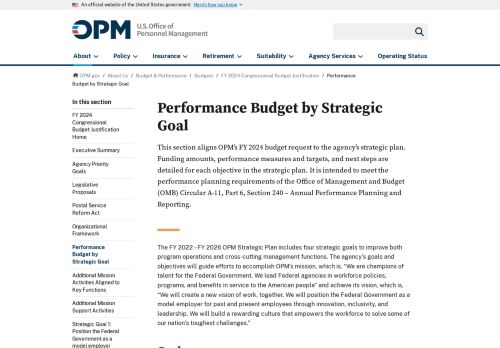 An official website of the United States government Here's how you know
OPM
U.S. Office of
Personnel Management
About Policy Insurance Retirement Suitability Agency Services Operating Status
OPM.gov / About Us / Budget & Performance / Budgets / FY 2024 Congressional Budget Justification / Performance
Budget by Strategic Goal
In this section
FY 2024
Congressional
Budget Justification
Home
Executive Summary
Agency Priority
Goals
Legislative
Proposals
Postal Service
Reform Act
Organizational
Framework
Performance
Budget by
Strategic Goal
Additional Mission
Activities Aligned to
Key Functions
Additional Mission
Support Activities
Strategic Goal 1:
Position the Federal
Government as a
model employer
Performance Budget by Strategic
Goal
This section aligns OPM's FY 2024 budget request to the agency's strategic plan.
Funding amounts, performance measures and targets, and next steps are
detailed for each objective in the strategic plan. It is intended to meet the
performance planning requirements of the Office of Management and Budget
(OMB) Circular A-11, Part 6, Section 240 – Annual Performance Planning and
Reporting.
The FY 2022–FY 2026 OPM Strategic Plan includes four strategic goals to improve both
program operations and cross-cutting management functions. The agency's goals and
objectives will guide efforts to accomplish OPM's mission, which is, "We are champions of
talent for the Federal Government. We lead Federal agencies in workforce policies,
programs, and benefits in service to the American people" and achieve its vision, which is,
"We will create a new vision of work, together. We will position the Federal Government as a
model employer for past and present employees through innovation, inclusivity, and
leadership. We will build a rewarding culture that empowers the workforce to solve some of
our nation's toughest challenges."